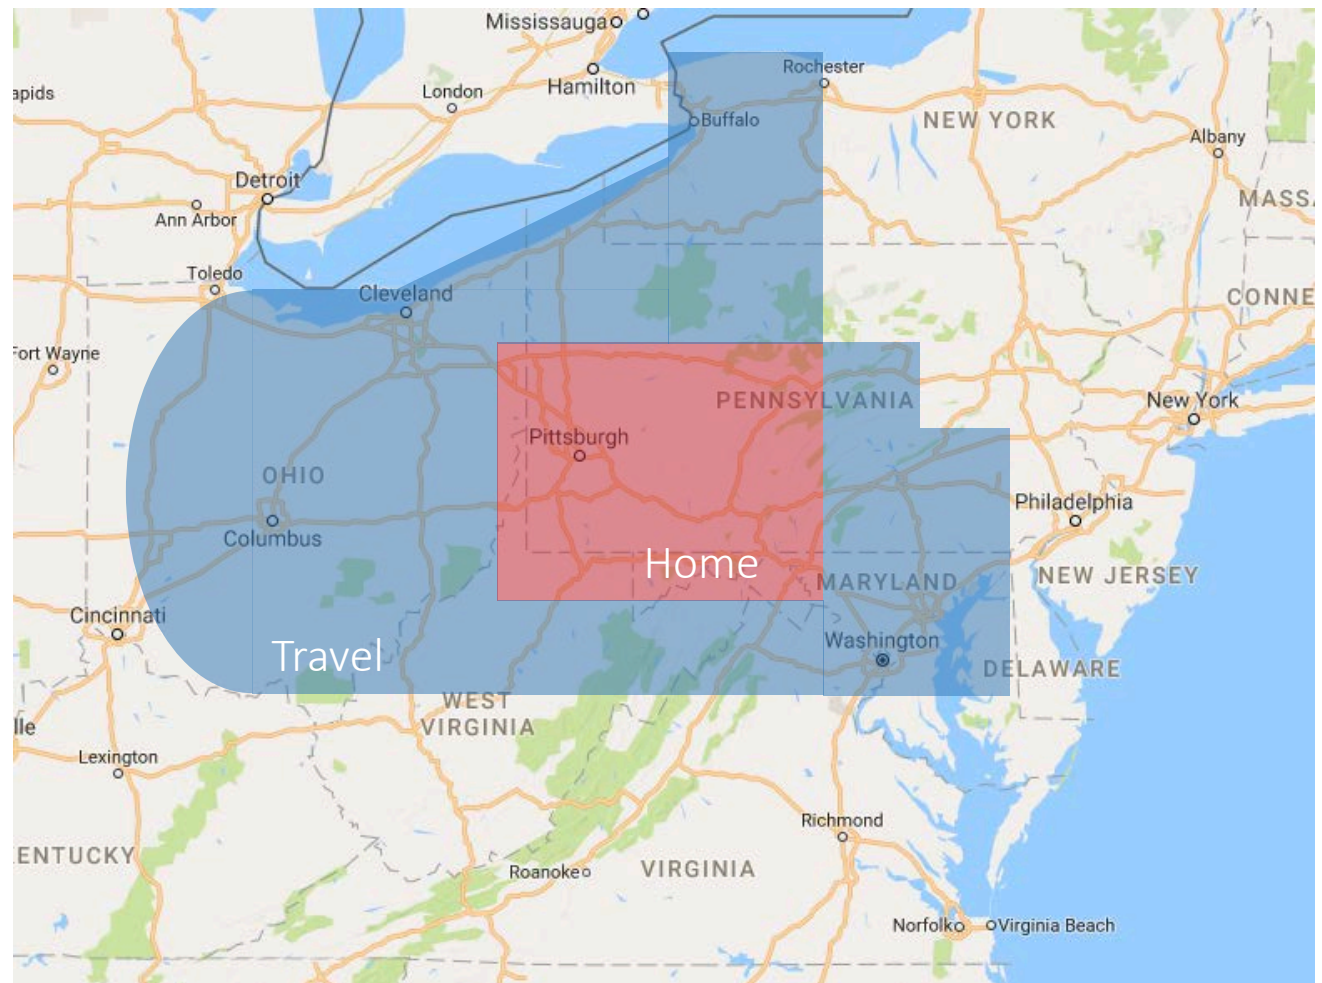 Mississauga
Rochester
Hamilton
apids
London
Buffalo
NEW YORK
Albany
Detroit
MASS
Ann Arbor
Toledo
Cleveland
CONNE
Fort Wayne
PENNSYLVANIA
New York
Pittsburgh
OHIO
Philadelphia
Columbus
Home
MARYLAND
NEW JERSEY
Cincinnati
Washington
Travel
DELAWARE
WEST
VIRGINIA
lle
Lexington
Richmond
ENTUCKY
Roanoke
VIRGINIA
Norfolk
Virginia Beach